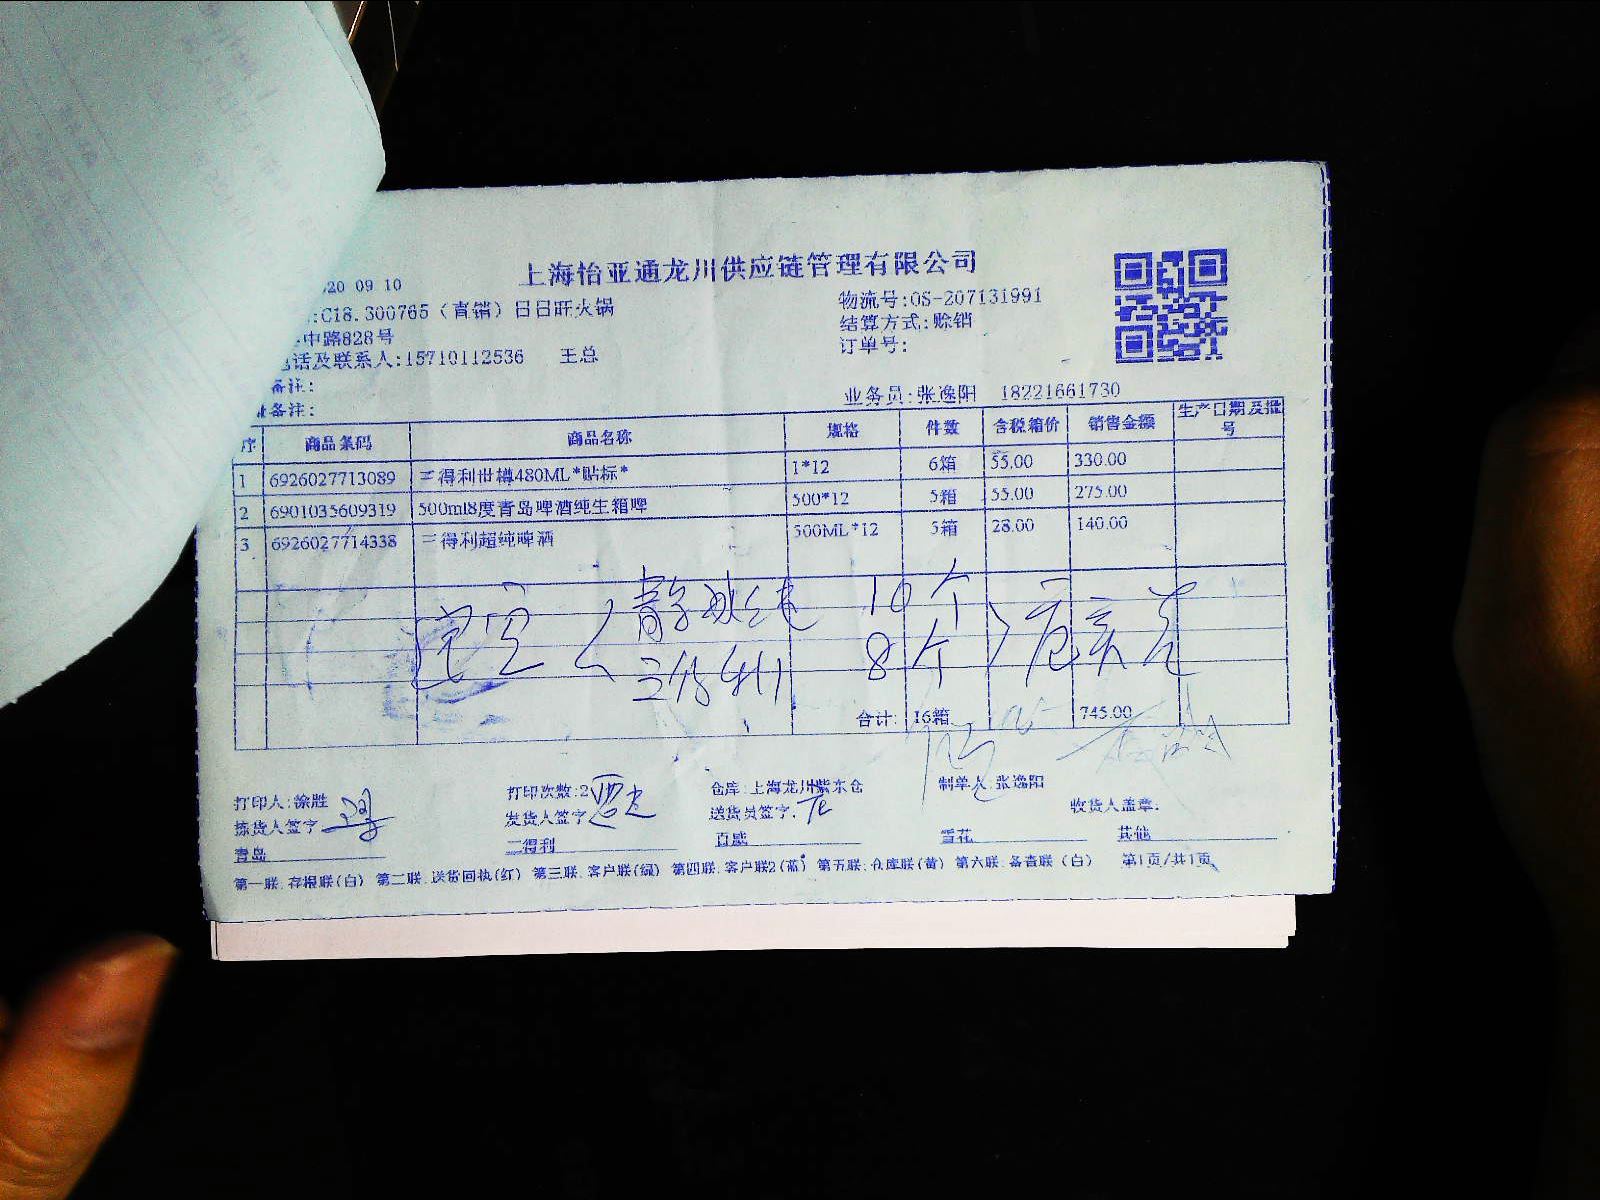 上海怡亚通龙川供应链管理有限公司
20 09 10
:C18.300765（青销）日日旺火锅
物流号:OS-207131991
中路828号
结算方式:赊销
话及联系人:15710112536 王总
订单号:
备注:
备注:
业务员:张逸阳 18221661730
序 商品条码 商品名称 规格 件数 含税箱价 销售金额 生产日期及批号
1 6926027713089 三得利世樽480ML*贴标* 1*12 6箱 55.00 330.00
2 6901035609319 500ml8度青岛啤酒纯生箱啤 500*12 5箱 55.00 275.00
3 6926027714338 三得利超纯啤酒 500ML*12 5箱 28.00 140.00
10个
三得利 8个
合计: 16箱 745.00
打印人:涂胜 打印次数:2 仓库:上海龙川紫东仓 制单人:张逸阳
拣货人签字 发货人签字 送货员签字: 收货人盖章:
青岛 三得利 百威 雪花 其他
第一联:存根联(白) 第二联:送货回执(红) 第三联:客户联(绿) 第四联:客户联2(蓝) 第五联:仓库联(黄) 第六联:备查联(白) 第1页/共1页